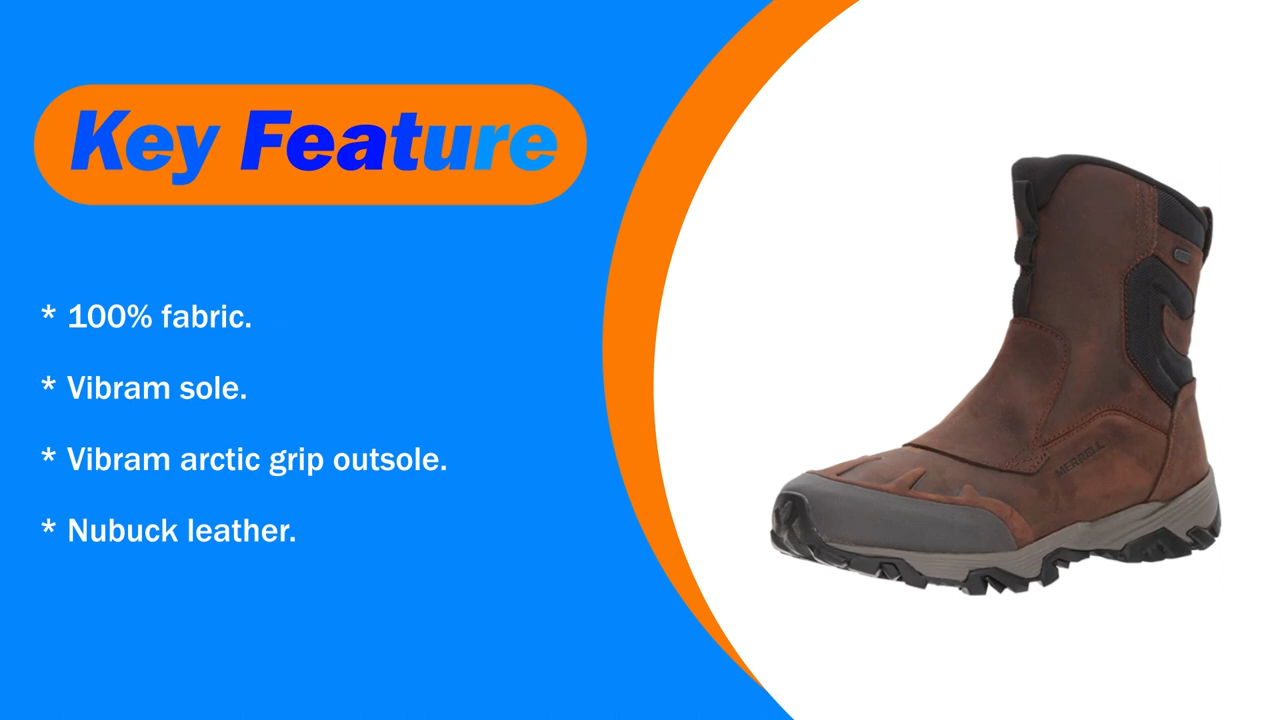 Key Feature
* 100% fabric.
* Vibram sole.
* Vibram arctic grip outsole.
* Nubuck leather.
MERRELL